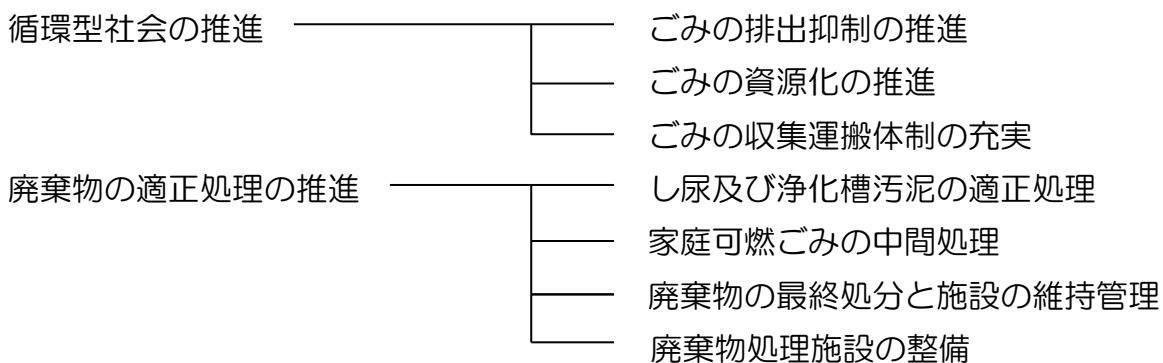 循環型社会の推進
ごみの排出抑制の推進
ごみの資源化の推進
ごみの収集運搬体制の充実
廃棄物の適正処理の推進
し尿及び浄化槽汚泥の適正処理
家庭可燃ごみの中間処理
廃棄物の最終処分と施設の維持管理
廃棄物処理施設の整備